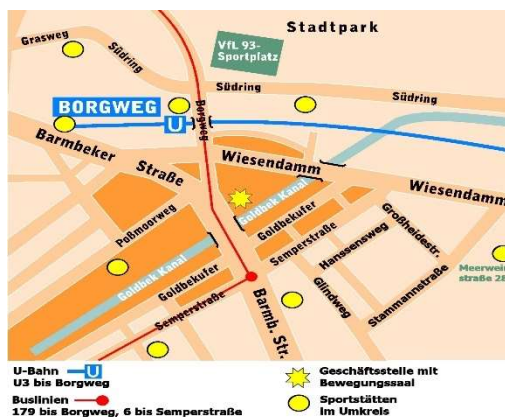 Stadtpark
Grasweg
VfL 93-
Sportplatz
Südring
Südring
Südring
BORGWEG
U
Borgweg
Barmbeker
Straße
Wiesendamm
Wiesendamm
Poßmoorweg
Goldbek Kanal
Goldbekufer
Semperstraße
Großheidestr.
Hanssensweg
Goldbek Kanal
Goldbekufer
Semperstraße
Glindweg
Stammannstraße
Meerwein
straße 28
Barmb. Str.
U-Bahn U
U3 bis Borgweg
Buslinien
179 bis Borgweg, 6 bis Semperstraße
Geschäftsstelle mit
Bewegungssaal
Sportstätten
im Umkreis